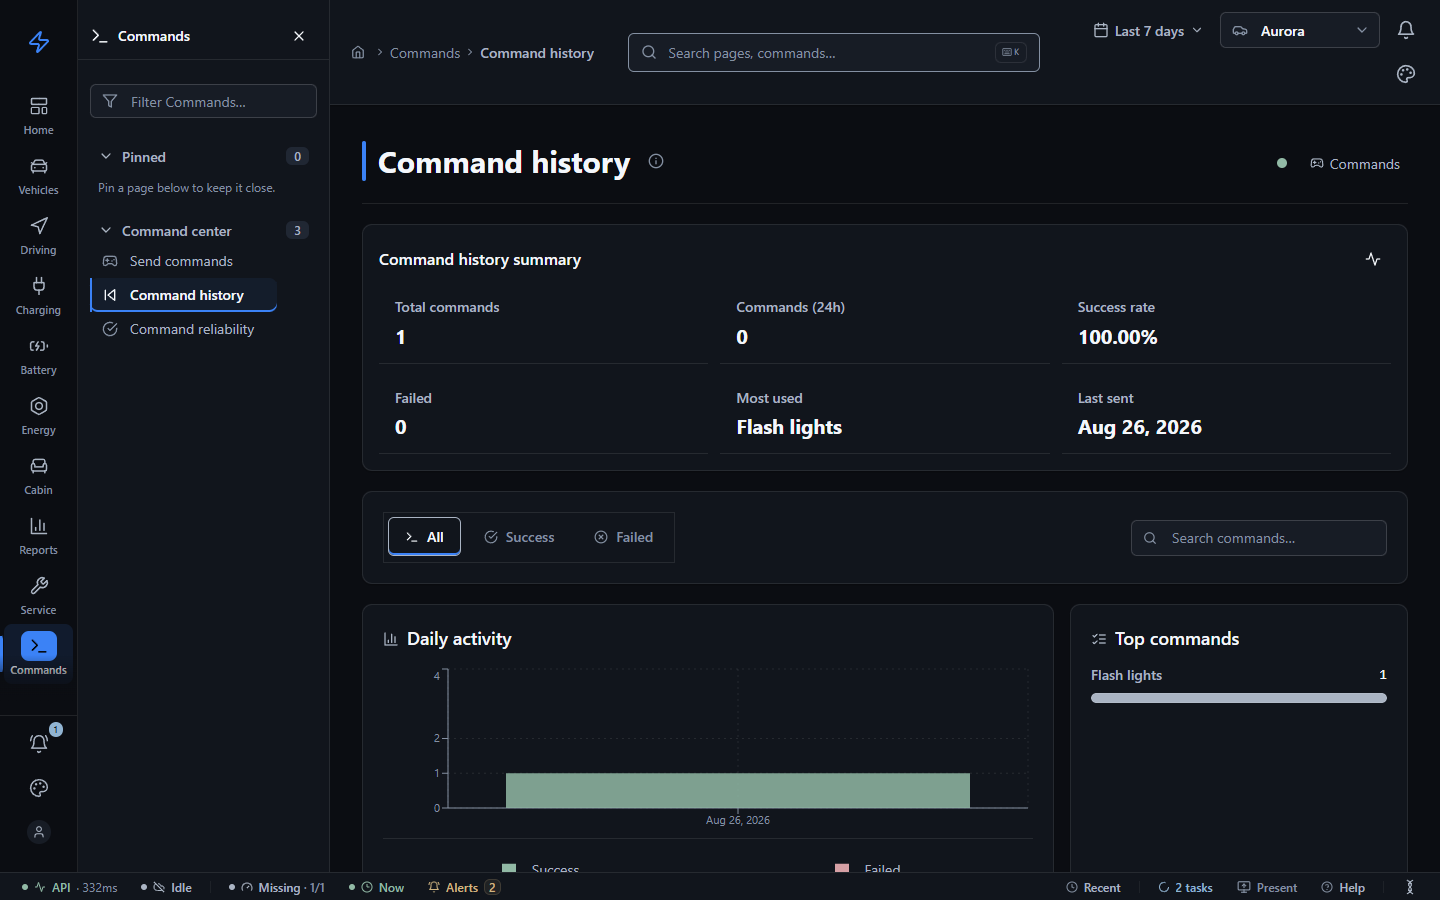 Home
Vehicles
Driving
Charging
Battery
Energy
Cabin
Reports
Service
Commands
1
Commands
Filter Commands...
Pinned 0
Pin a page below to keep it close.
Command center 3
Send commands
Command history
Command reliability
Commands > Command history
Search pages, commands...
K
Last 7 days
Aurora
Command history
Commands
Command history summary
Total commands
1
Commands (24h)
0
Success rate
100.00%
Failed
0
Most used
Flash lights
Last sent
Aug 26, 2026
All
Success
Failed
Search commands...
Daily activity
4
2
1
0
Aug 26, 2026
Success
Failed
Top commands
Flash lights 1
API · 332ms
Idle
Missing · 1/1
Now
Alerts 2
Recent
2 tasks
Present
Help